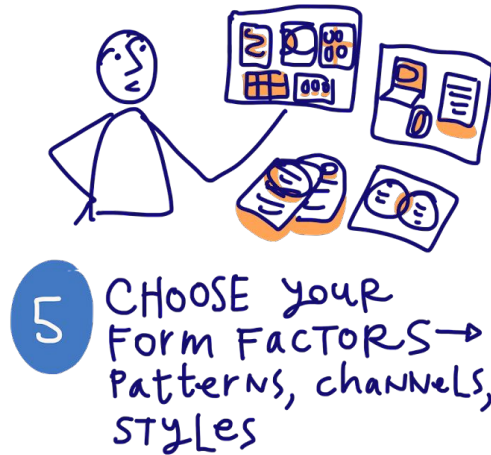 5
CHOOSE YOUR
FORM FACTORS →
Patterns, channels,
STYLES